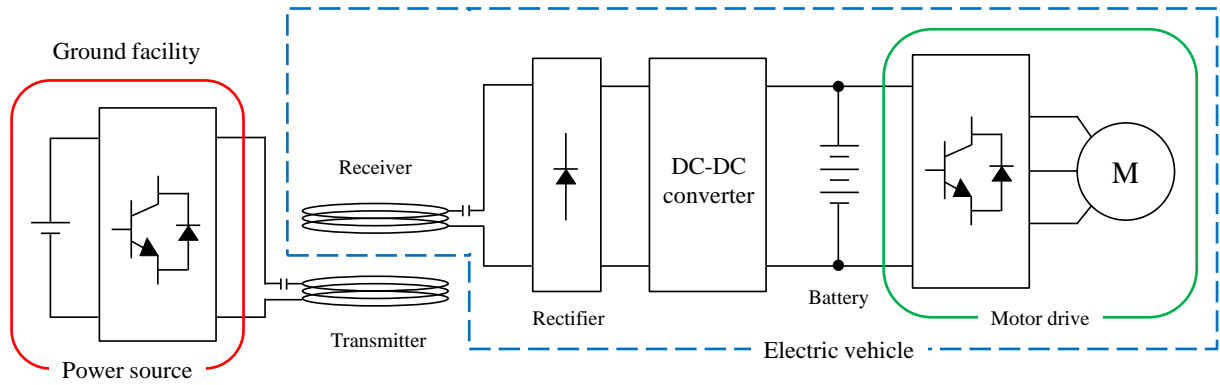 Ground facility
Power source
Receiver
Transmitter
Rectifier
DC-DC
converter
Battery
M
Motor drive
Electric vehicle